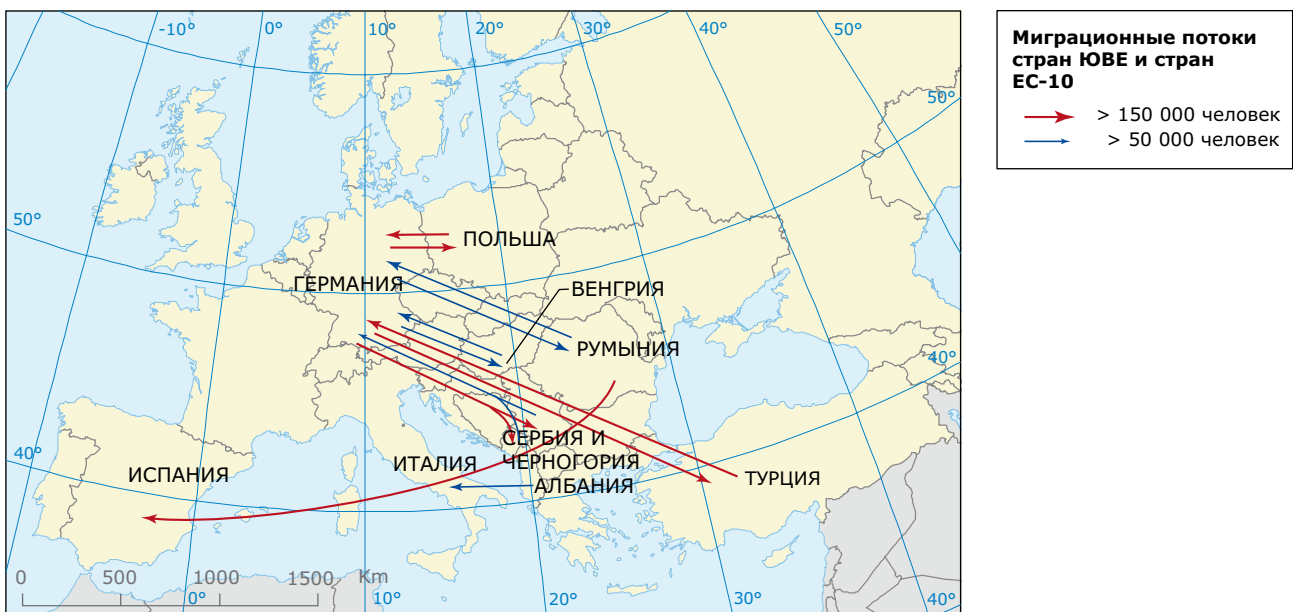 -10° 0° 10° 20° 30° 40° 50°
50°
50°
ПОЛЬША
ГЕРМАНИЯ
ВЕНГРИЯ
РУМЫНИЯ
40°
СЕРБИЯ И
ЧЕРНОГОРИЯ
ИТАЛИЯ
ИСПАНИЯ
АЛБАНИЯ
ТУРЦИЯ
40°
0 500 1000 1500 Km
0° 10° 20° 30° 40°
Миграционные потоки
стран ЮВЕ и стран
ЕС-10
> 150 000 человек
> 50 000 человек